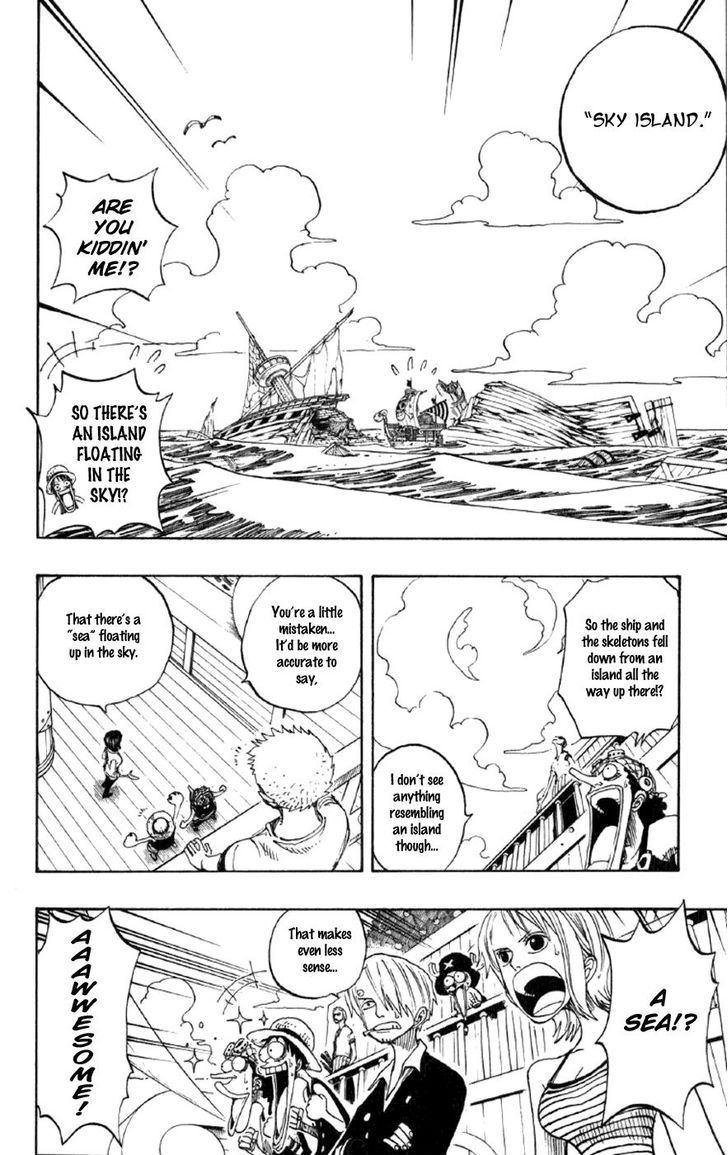 "SKY ISLAND."
ARE
YOU
KIDDIN'
ME!?
SO THERE'S
AN ISLAND
FLOATING
IN THE
SKY!?
So the ship and
the skeletons fell
down from an
island all the
way up there!?
I don't see
anything
resembling
an island
though...
You're a little
mistaken...
It'd be more
accurate to
say,
That there's a
"sea" floating
up in the sky.
A
SEA!?
That makes
even less
sense...
AAAWWESOME!